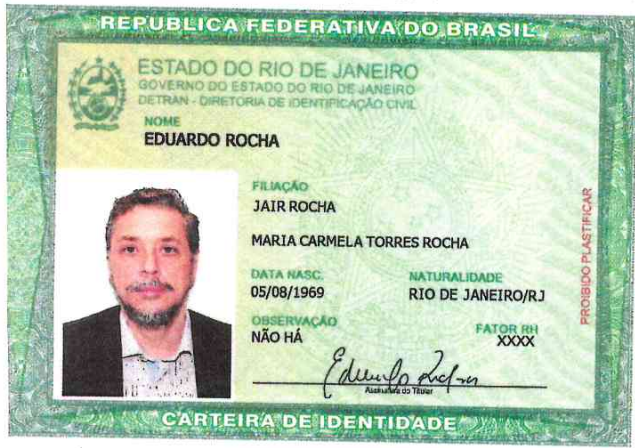 REPÚBLICA FEDERATIVA DO BRASIL
ESTADO DO RIO DE JANEIRO
GOVERNO DO ESTADO DO RIO DE JANEIRO
DETRAN - DIRETORIA DE IDENTIFICAÇÃO CIVIL
NOME
EDUARDO ROCHA
FILIAÇÃO
JAIR ROCHA
MARIA CARMELA TORRES ROCHA
DATA NASC.
NATURALIDADE
05/08/1969
RIO DE JANEIRO/RJ
OBSERVAÇÃO
FATOR RH
NÃO HÁ
XXXX
Assinatura do Titular
PROIBIDO PLASTIFICAR
CARTEIRA DE IDENTIDADE